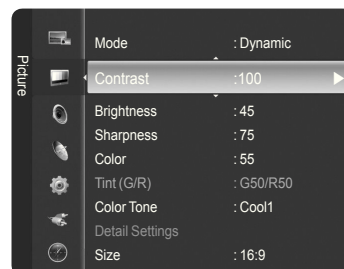 Picture
Mode : Dynamic
Contrast :100
Brightness : 45
Sharpness : 75
Color : 55
Tint (G/R) : G50/R50
Color Tone : Cool1
Detail Settings
Size : 16:9